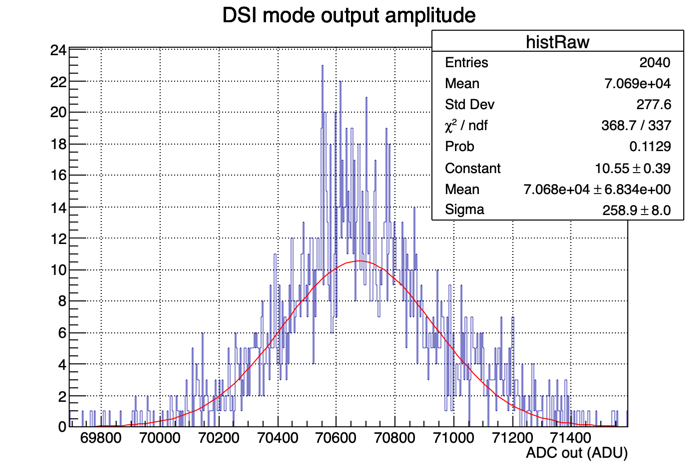 DSI mode output amplitude
histRaw
Entries 2040
Mean 7.069e+04
Std Dev 277.6
χ² / ndf 368.7 / 337
Prob 0.1129
Constant 10.55 ± 0.39
Mean 7.068e+04 ± 6.834e+00
Sigma 258.9 ± 8.0
24
22
20
18
16
14
12
10
8
6
4
2
0
69800 70000 70200 70400 70600 70800 71000 71200 71400
ADC out (ADU)